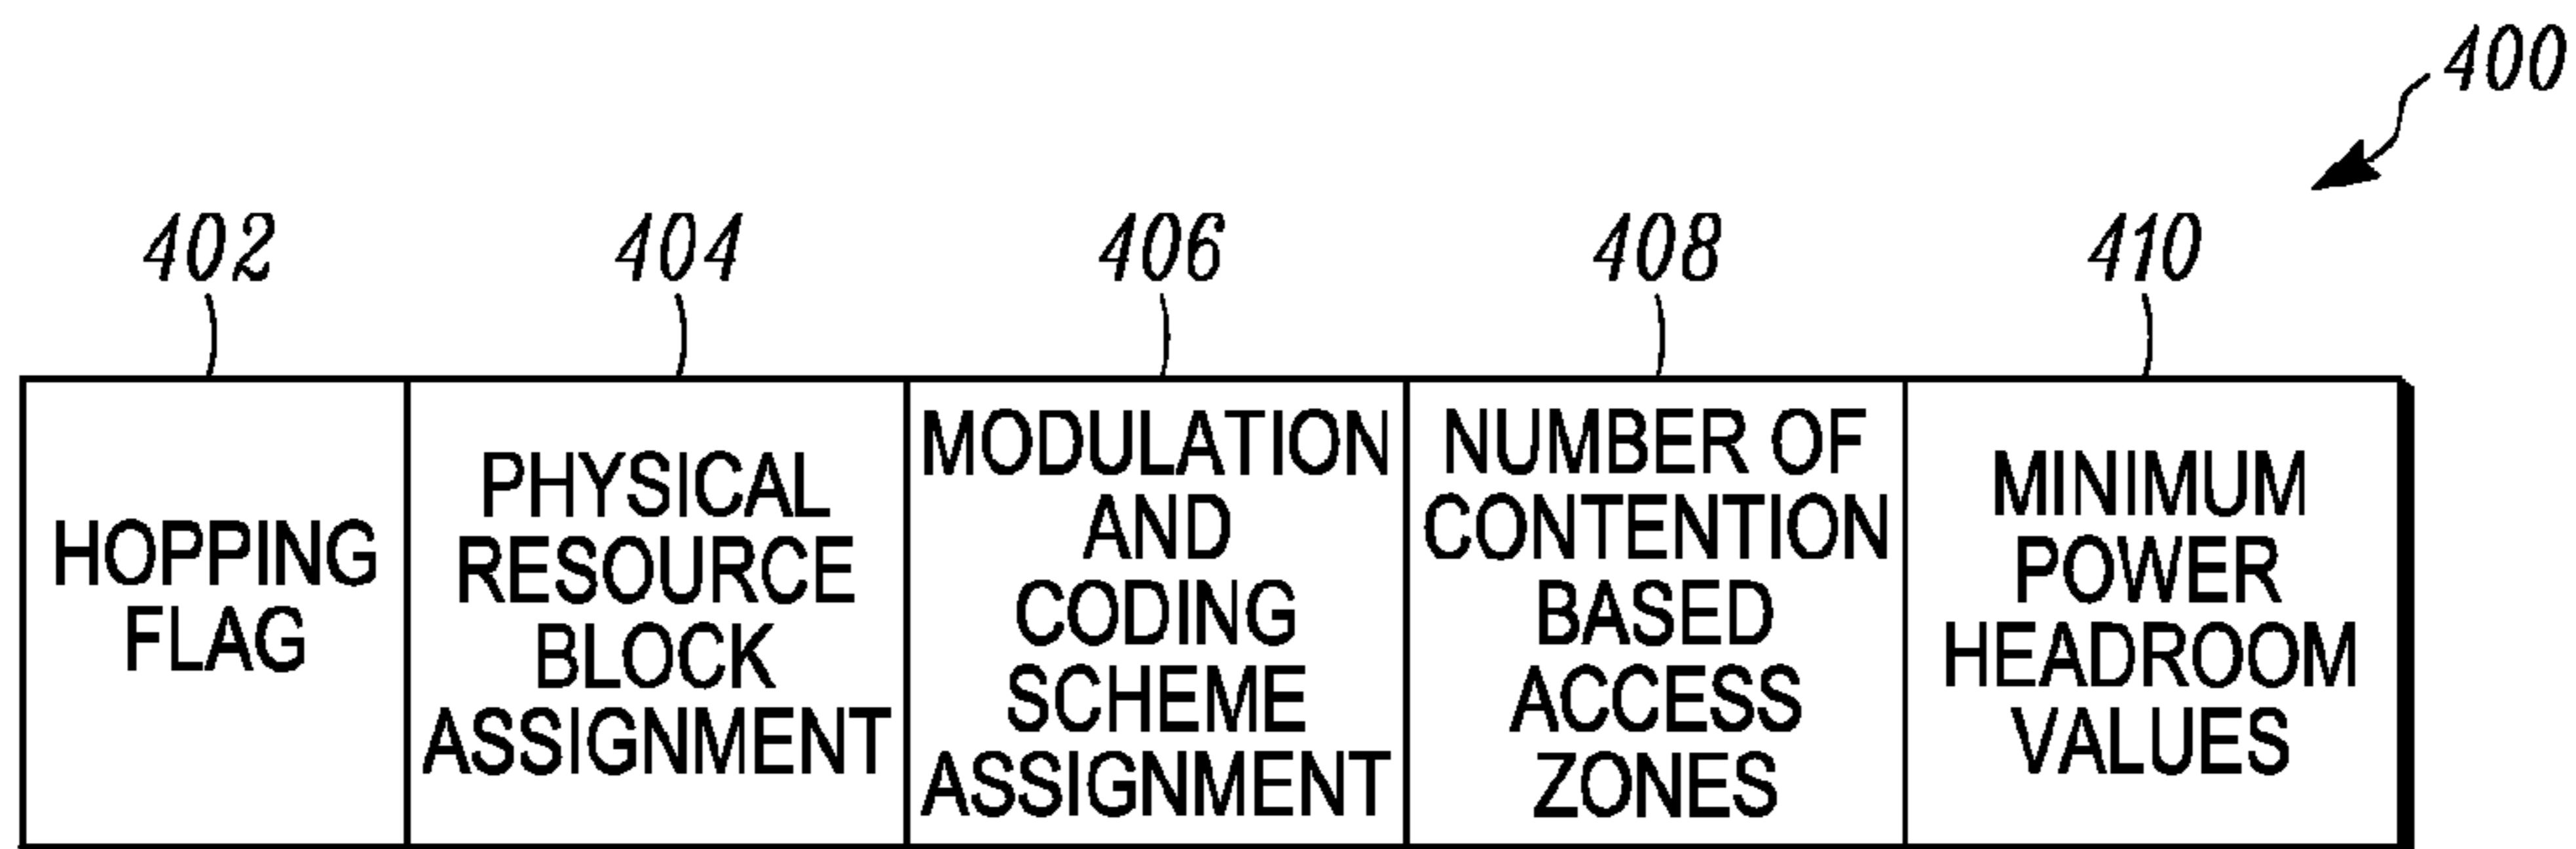 400
402
404
406
408
410
HOPPING
FLAG
PHYSICAL
RESOURCE
BLOCK
ASSIGNMENT
MODULATION
AND
CODING
SCHEME
ASSIGNMENT
NUMBER OF
CONTENTION
BASED
ACCESS
ZONES
MINIMUM
POWER
HEADROOM
VALUES